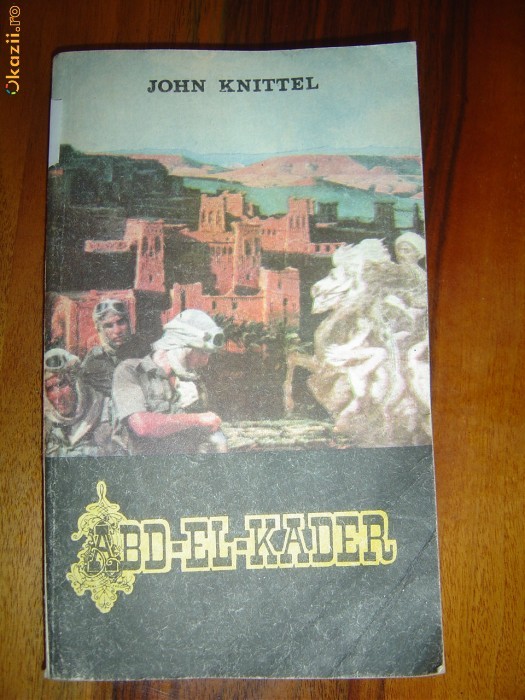 Okazii.ro
JOHN KNITTEL
ABD-EL-KADER